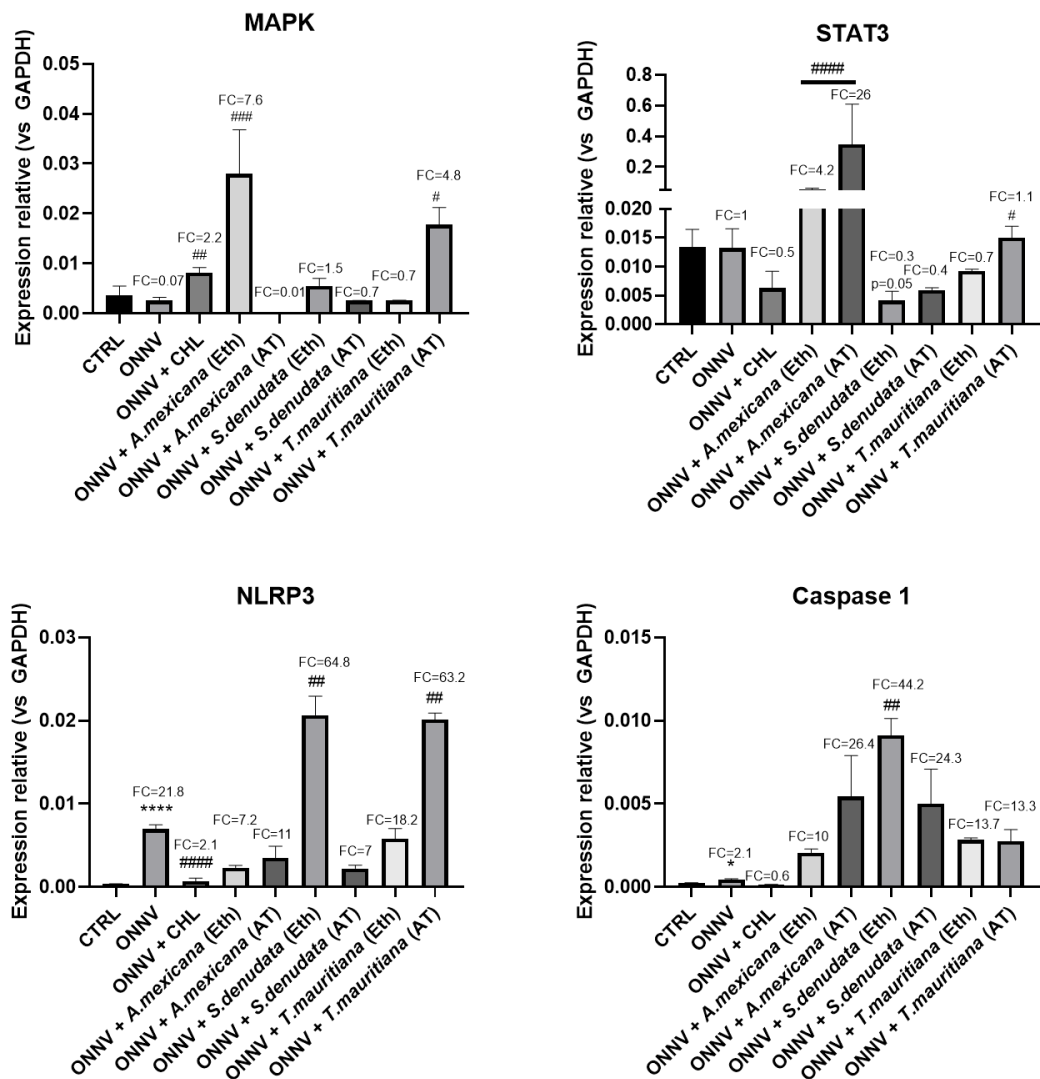 MAPK
Expression relative (vs GAPDH)
0.05
0.04
0.03
0.02
0.01
0.00
FC=0.07
FC=2.2
##
FC=7.6
###
FC=0.01
FC=1.5
FC=0.7
FC=0.7
FC=4.8
#
CTRL
ONNV
ONNV + CHL
ONNV + A.mexicana (Eth)
ONNV + A.mexicana (AT)
ONNV + S.denudata (Eth)
ONNV + S.denudata (AT)
ONNV + T.mauritiana (Eth)
ONNV + T.mauritiana (AT)
STAT3
Expression relative (vs GAPDH)
0.8
0.6
0.4
0.2
0.020
0.015
0.010
0.005
0.000
####
FC=1
FC=0.5
FC=4.2
FC=26
FC=0.3
p=0.05
FC=0.4
FC=0.7
FC=1.1
#
CTRL
ONNV
ONNV + CHL
ONNV + A.mexicana (Eth)
ONNV + A.mexicana (AT)
ONNV + S.denudata (Eth)
ONNV + S.denudata (AT)
ONNV + T.mauritiana (Eth)
ONNV + T.mauritiana (AT)
NLRP3
Expression relative (vs GAPDH)
0.03
0.02
0.01
0.00
FC=21.8
****
FC=2.1
####
FC=7.2
FC=11
FC=64.8
##
FC=7
FC=18.2
FC=63.2
##
CTRL
ONNV
ONNV + CHL
ONNV + A.mexicana (Eth)
ONNV + A.mexicana (AT)
ONNV + S.denudata (Eth)
ONNV + S.denudata (AT)
ONNV + T.mauritiana (Eth)
ONNV + T.mauritiana (AT)
Caspase 1
Expression relative (vs GAPDH)
0.015
0.010
0.005
0.000
FC=2.1
*
FC=0.6
FC=10
FC=26.4
FC=44.2
##
FC=24.3
FC=13.7
FC=13.3
CTRL
ONNV
ONNV + CHL
ONNV + A.mexicana (Eth)
ONNV + A.mexicana (AT)
ONNV + S.denudata (Eth)
ONNV + S.denudata (AT)
ONNV + T.mauritiana (Eth)
ONNV + T.mauritiana (AT)